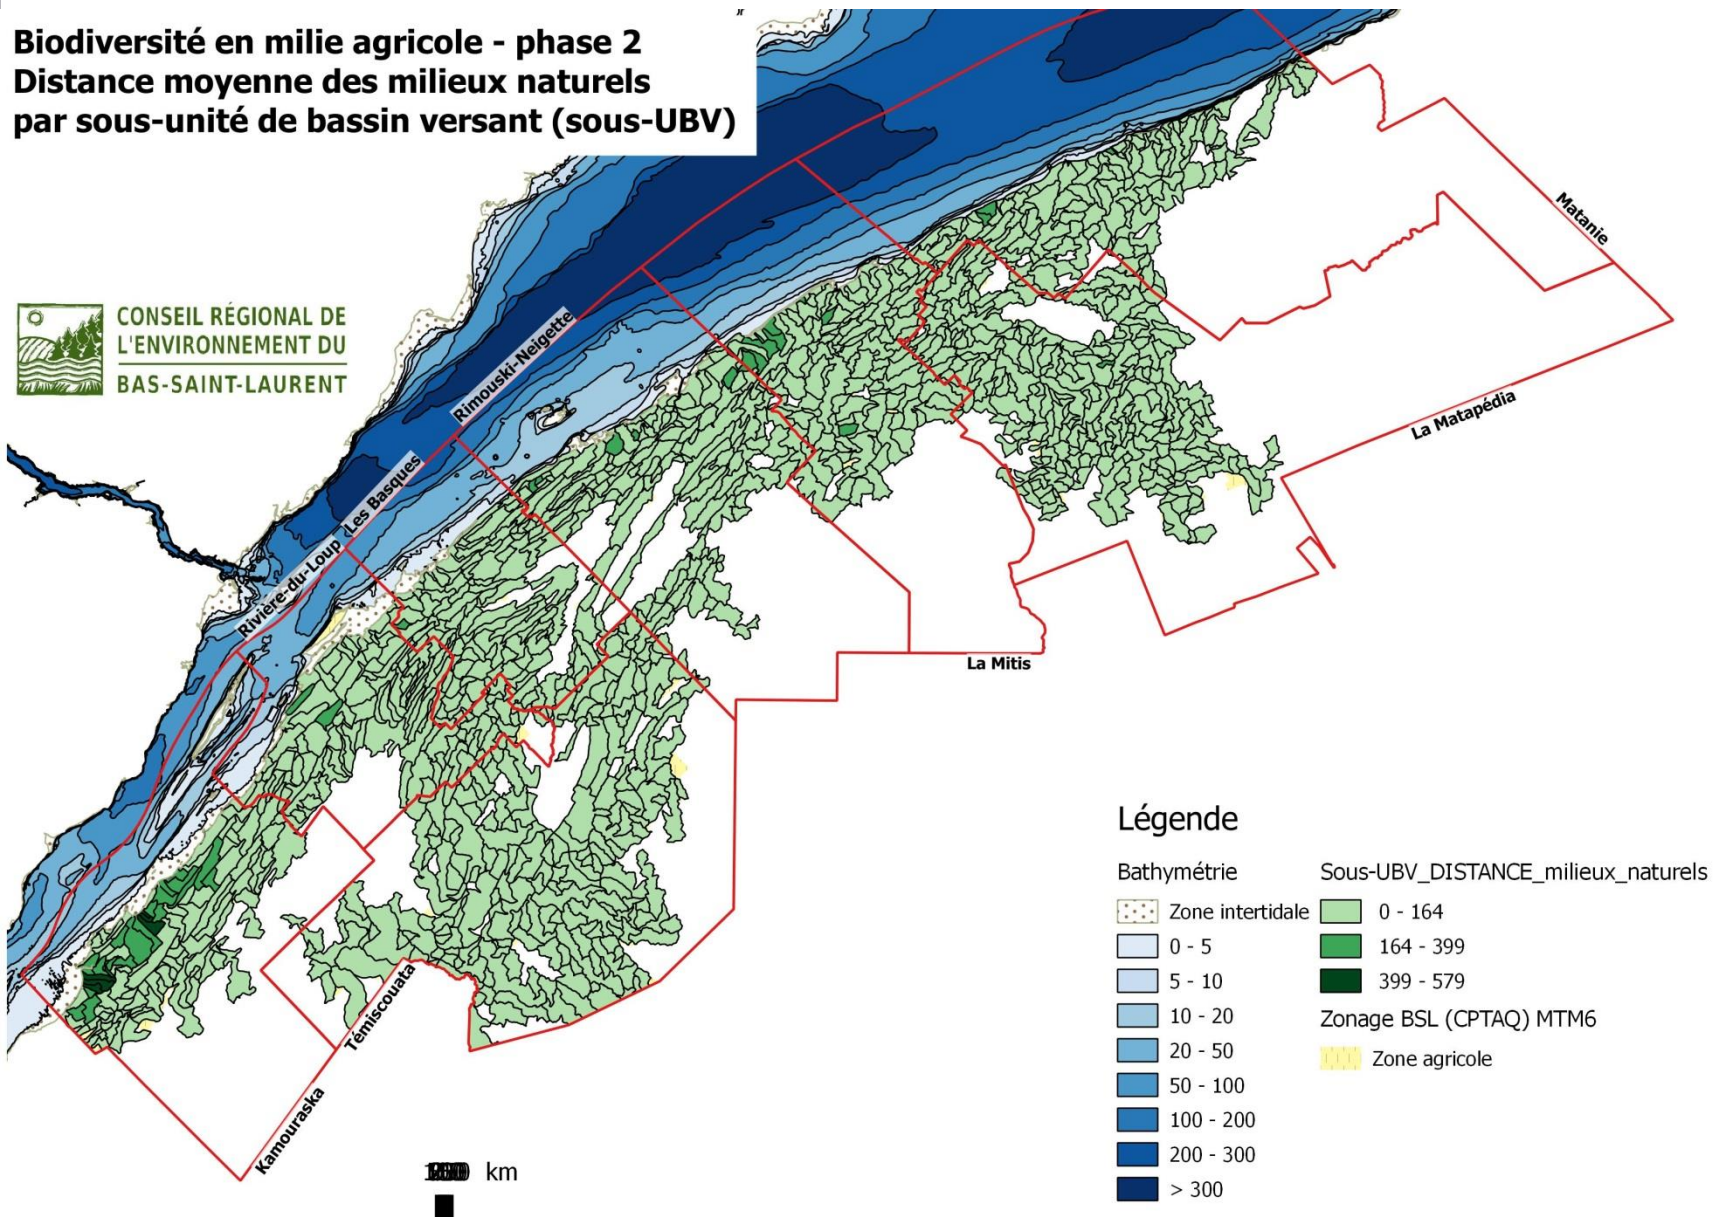 Biodiversité en milie agricole - phase 2
Distance moyenne des milieux naturels
par sous-unité de bassin versant (sous-UBV)
CONSEIL RÉGIONAL DE
L'ENVIRONNEMENT DU
BAS-SAINT-LAURENT
Matanie
La Matapédia
La Mitis
Rimouski-Neigette
Les Basques
Rivière-du-Loup
Témiscouata
Kamouraska
km
Légende
Bathymétrie
Zone intertidale
0 - 5
5 - 10
10 - 20
20 - 50
50 - 100
100 - 200
200 - 300
> 300
Sous-UBV_DISTANCE_milieux_naturels
0 - 164
164 - 399
399 - 579
Zonage BSL (CPTAQ) MTM6
Zone agricole